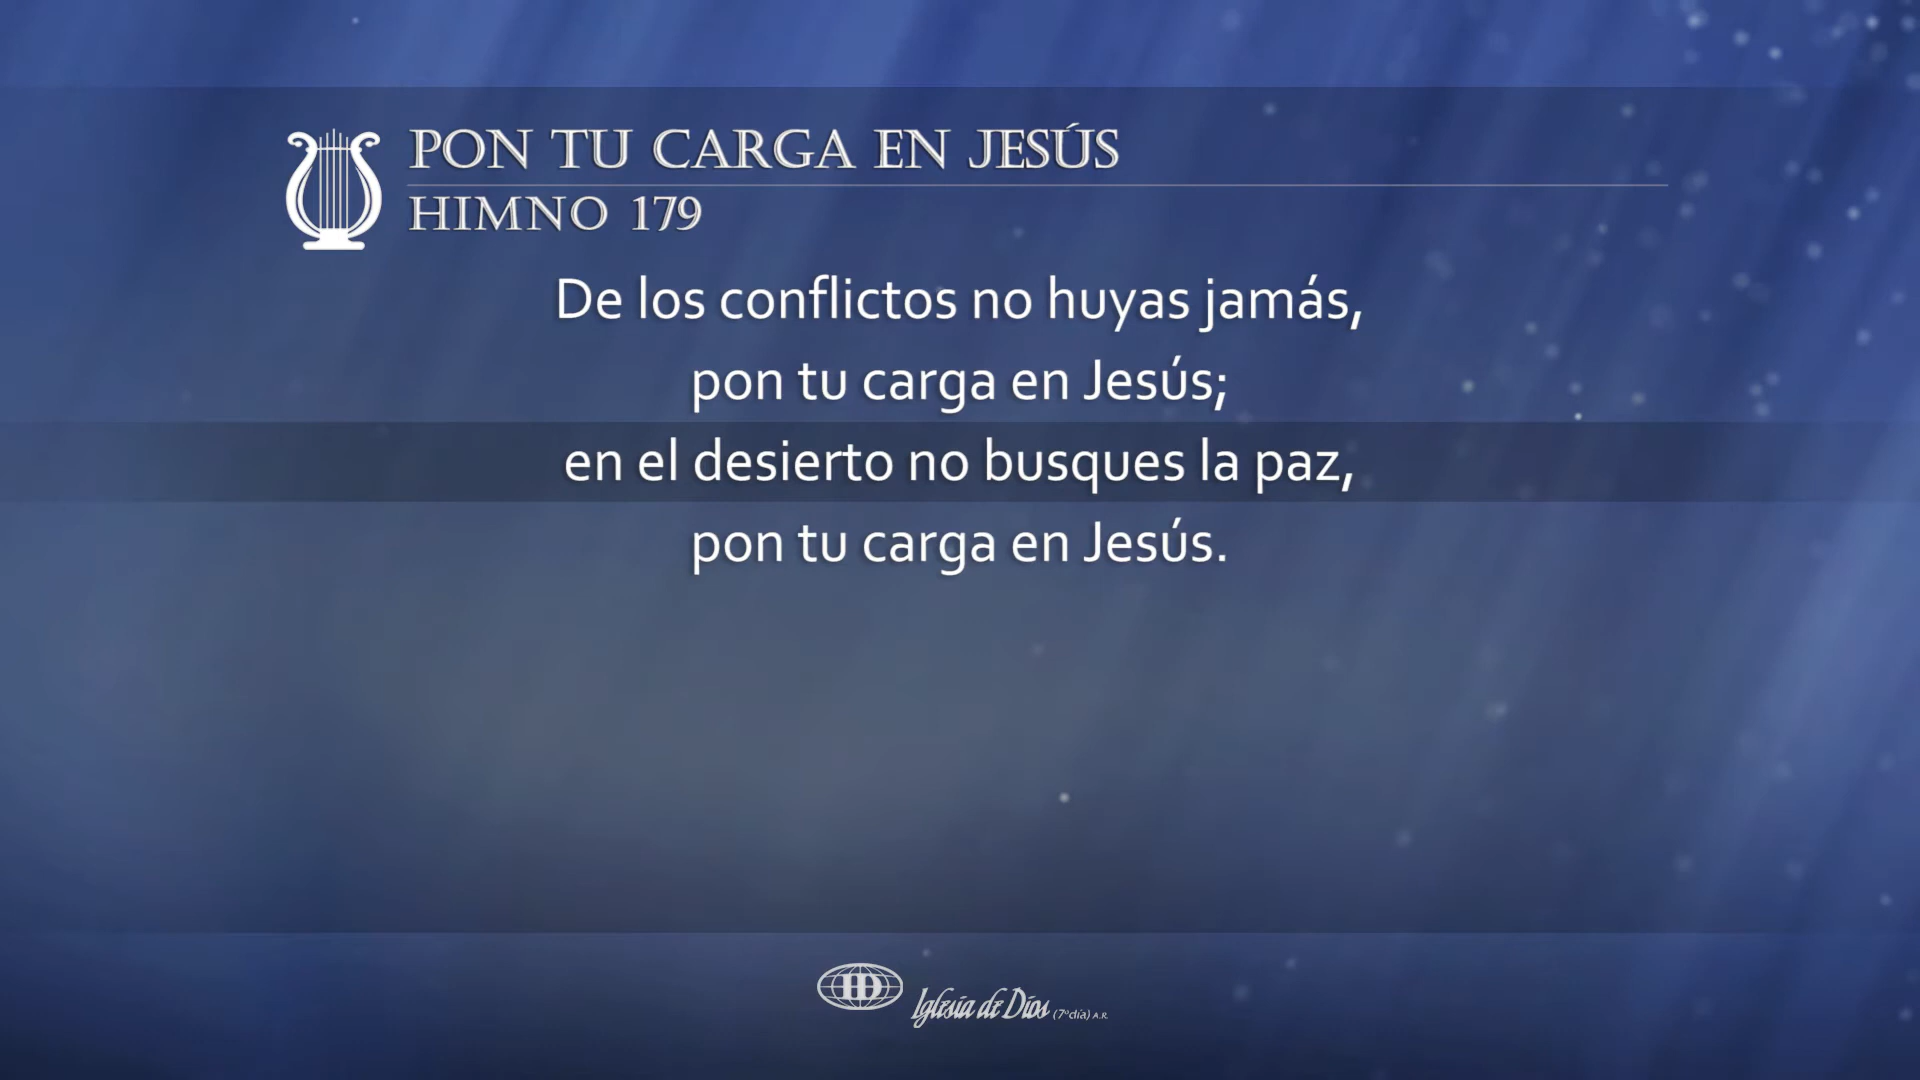 PON TU CARGA EN JESÚS
HIMNO 179
De los conflictos no huyas jamás,
pon tu carga en Jesús;
en el desierto no busques la paz,
pon tu carga en Jesús.
ID
Iglesia de Dios (7º día) A.R.